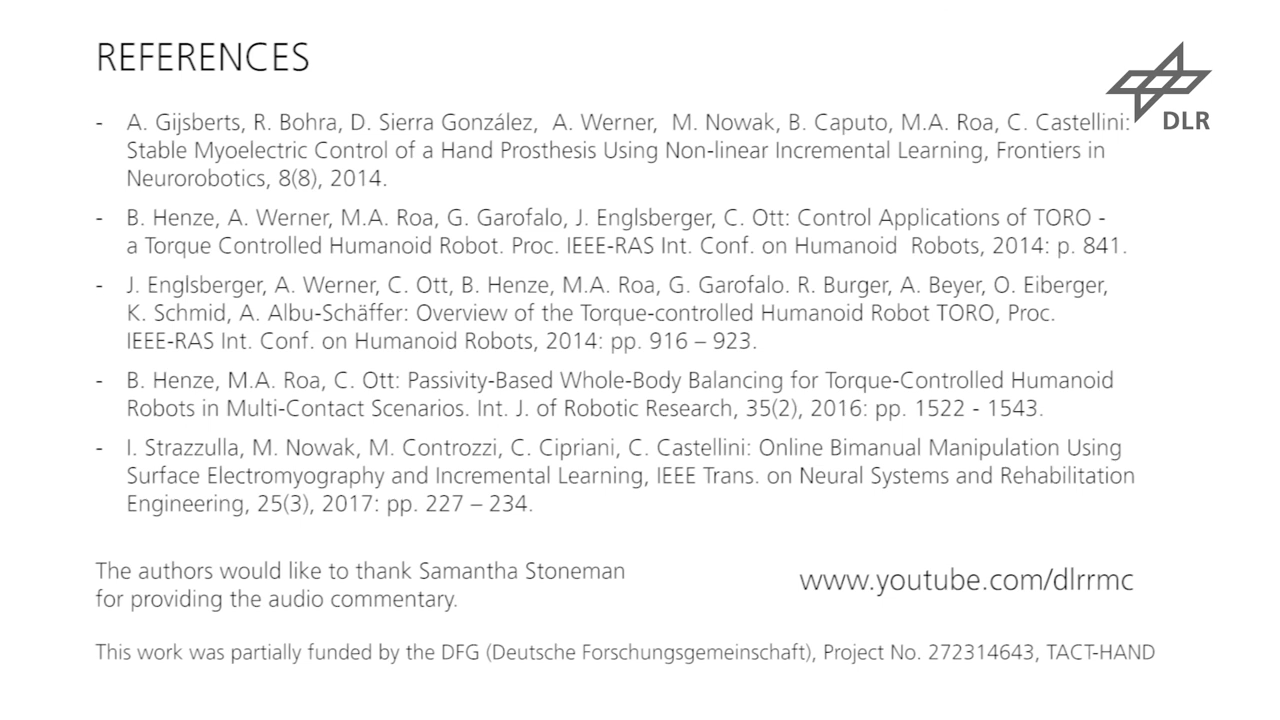 REFERENCES
DLR
- A. Gijsberts, R. Bohra, D. Sierra González, A. Werner, M. Nowak, B. Caputo, M.A. Roa, C. Castellini:
Stable Myoelectric Control of a Hand Prosthesis Using Non-linear Incremental Learning, Frontiers in
Neurorobotics, 8(8), 2014.
- B. Henze, A. Werner, M.A. Roa, G. Garofalo, J. Englsberger, C. Ott: Control Applications of TORO -
a Torque Controlled Humanoid Robot. Proc. IEEE-RAS Int. Conf. on Humanoid Robots, 2014: p. 841.
- J. Englsberger, A. Werner, C. Ott, B. Henze, M.A. Roa, G. Garofalo. R. Burger, A. Beyer, O. Eiberger,
K. Schmid, A. Albu-Schäffer: Overview of the Torque-controlled Humanoid Robot TORO, Proc.
IEEE-RAS Int. Conf. on Humanoid Robots, 2014: pp. 916 – 923.
- B. Henze, M.A. Roa, C. Ott: Passivity-Based Whole-Body Balancing for Torque-Controlled Humanoid
Robots in Multi-Contact Scenarios. Int. J. of Robotic Research, 35(2), 2016: pp. 1522 - 1543.
- I. Strazzulla, M. Nowak, M. Controzzi, C. Cipriani, C. Castellini: Online Bimanual Manipulation Using
Surface Electromyography and Incremental Learning, IEEE Trans. on Neural Systems and Rehabilitation
Engineering, 25(3), 2017: pp. 227 – 234.
The authors would like to thank Samantha Stoneman
for providing the audio commentary.
www.youtube.com/dlrrmc
This work was partially funded by the DFG (Deutsche Forschungsgemeinschaft), Project No. 272314643, TACT-HAND